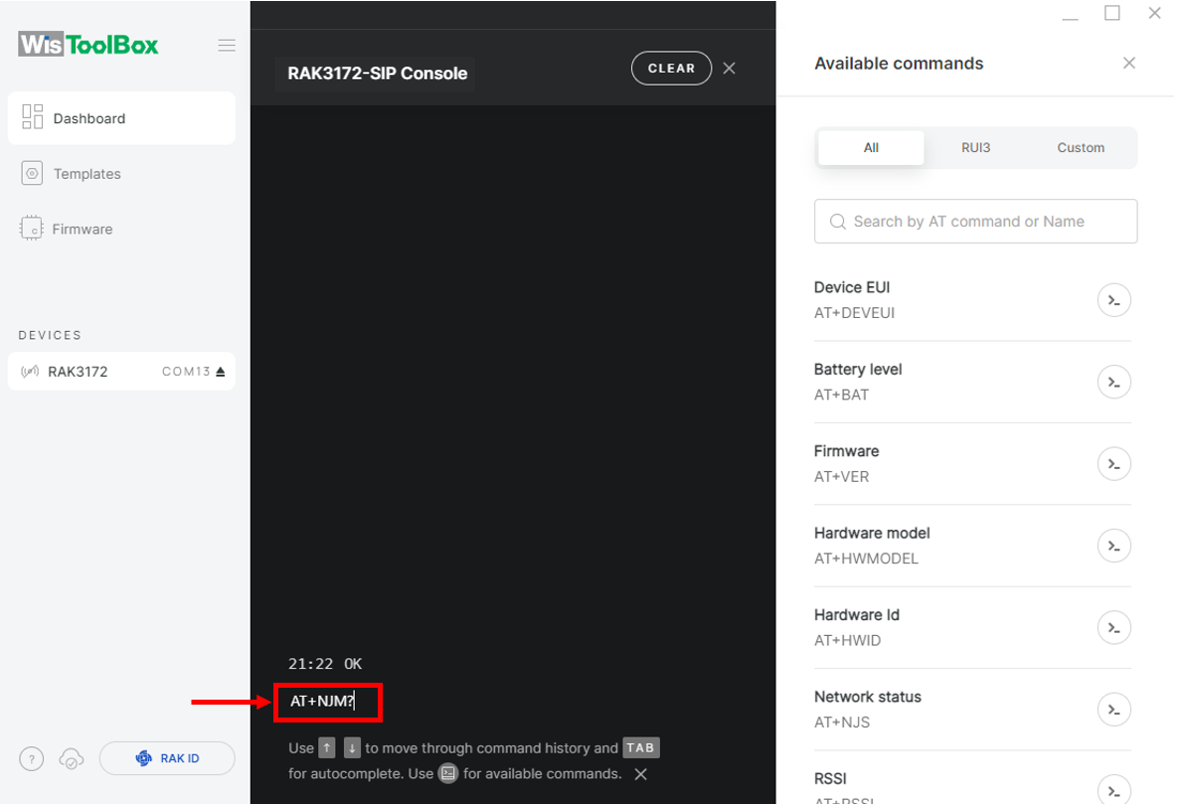 WisToolBox
Dashboard
Templates
Firmware
DEVICES
RAK3172 COM13
?
RAK ID
RAK3172-SIP Console
CLEAR
21:22 OK
AT+NJM?
Use ↑ ↓ to move through command history and TAB
for autocomplete. Use for available commands.
Available commands
All RUI3 Custom
Search by AT command or Name
Device EUI
AT+DEVEUI
Battery level
AT+BAT
Firmware
AT+VER
Hardware model
AT+HWMODEL
Hardware Id
AT+HWID
Network status
AT+NJS
RSSI
AT+RSSI